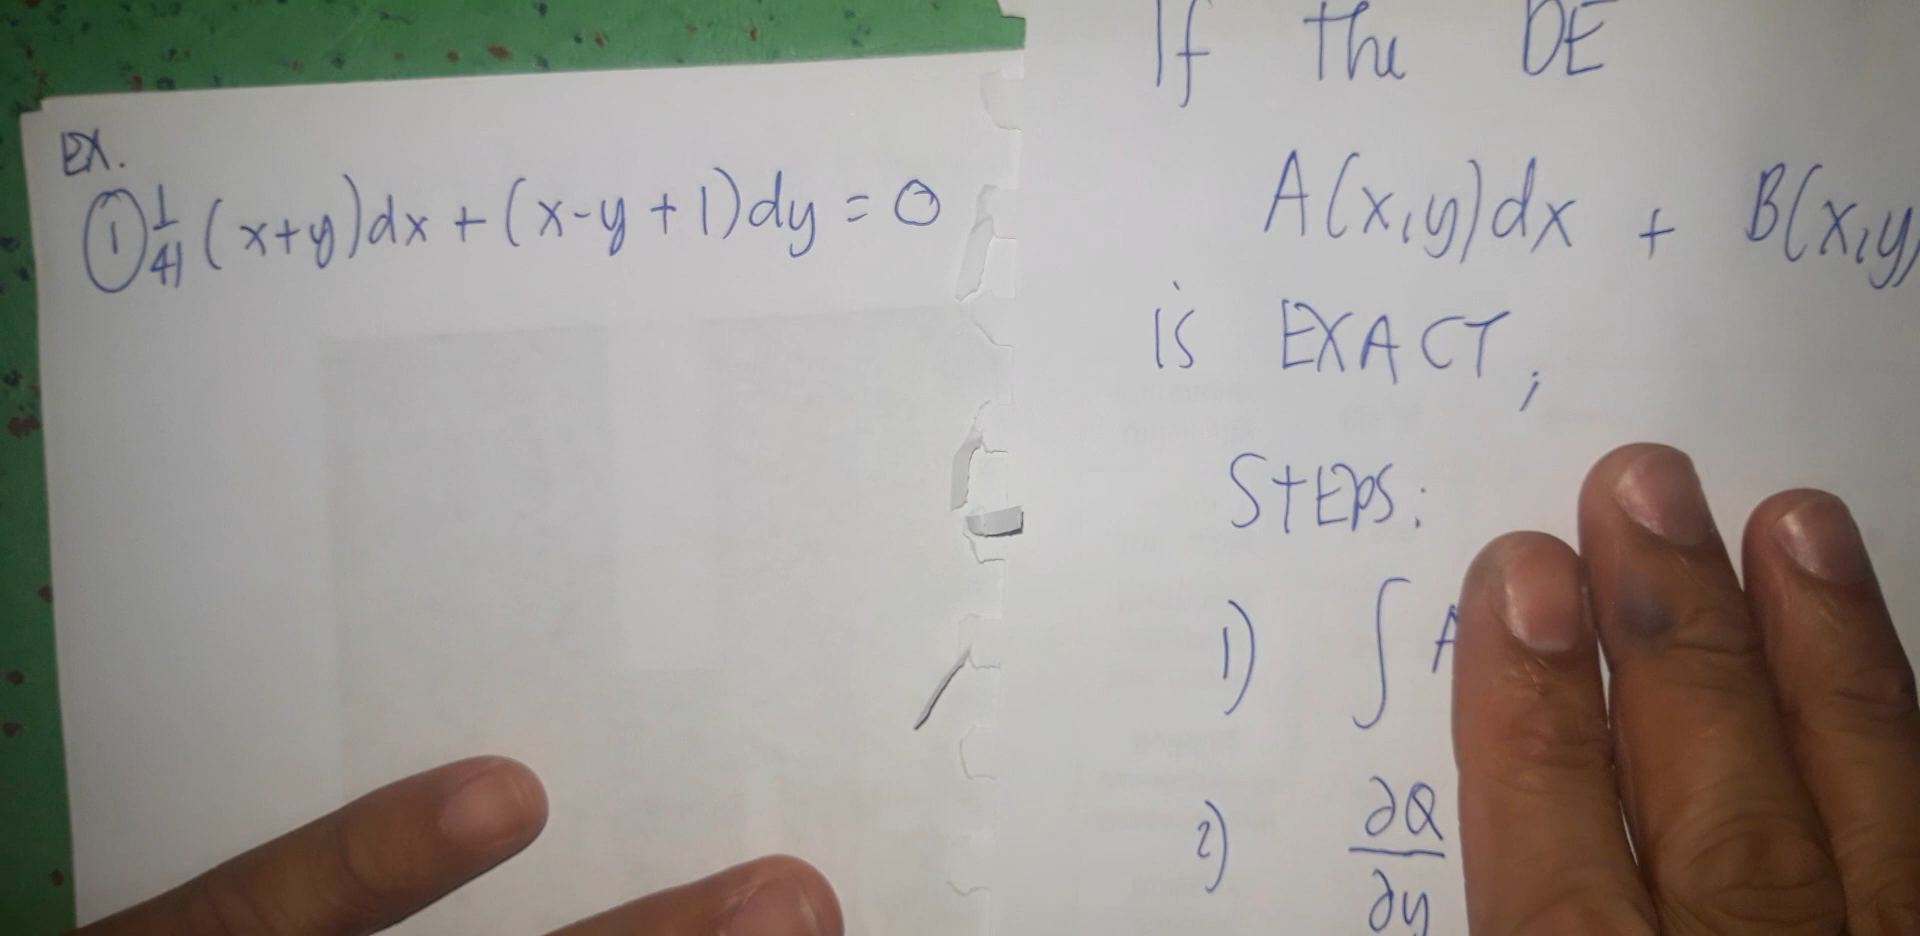 EX.
① 1/41 (x+y)dx + (x-y+1)dy = 0
If the DE
A(x,y)dx + B(x,y)
is EXACT,
STEPS:
1) ∫ A
2) ∂Q/∂y